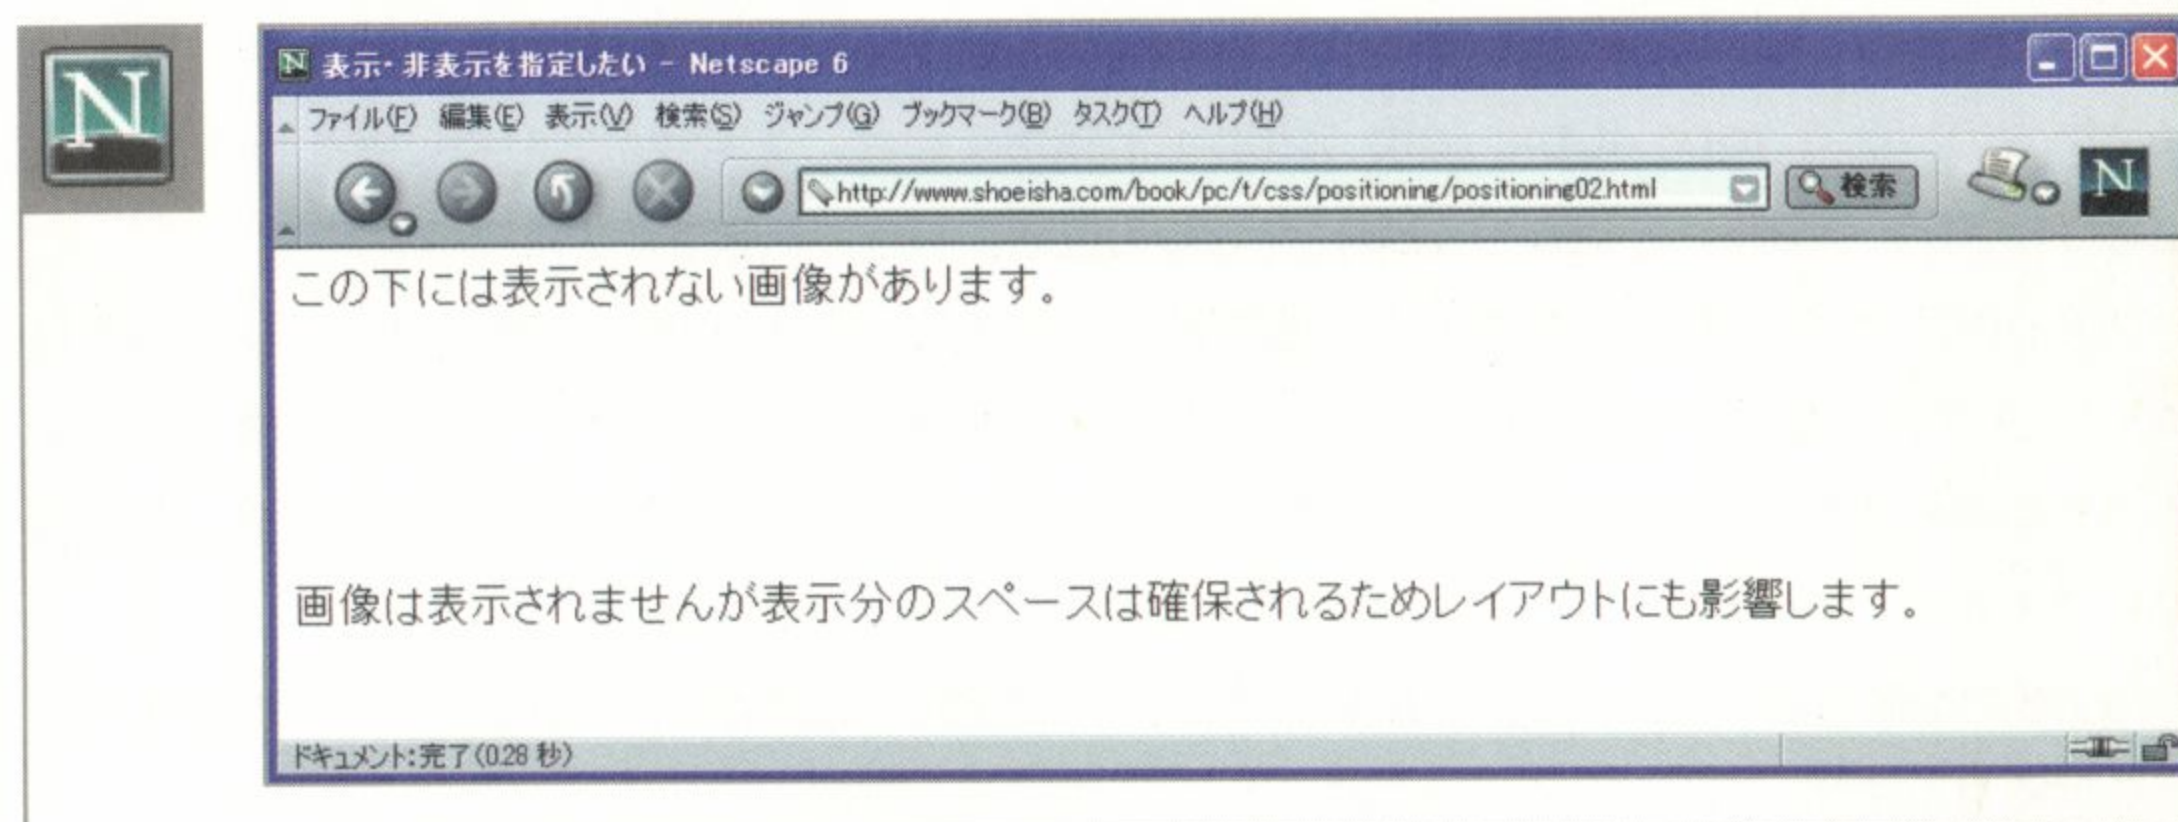 N
N 表示・非表示を指定したい - Netscape 6
ファイル(F) 編集(E) 表示(V) 検索(S) ジャンプ(G) ブックマーク(B) タスク(T) ヘルプ(H)
http://www.shoeisha.com/book/pc/t/css/positioning/positioning02.html 検索 N
この下には表示されない画像があります。
画像は表示されませんが表示分のスペースは確保されるためレイアウトにも影響します。
ドキュメント:完了(0.28 秒)